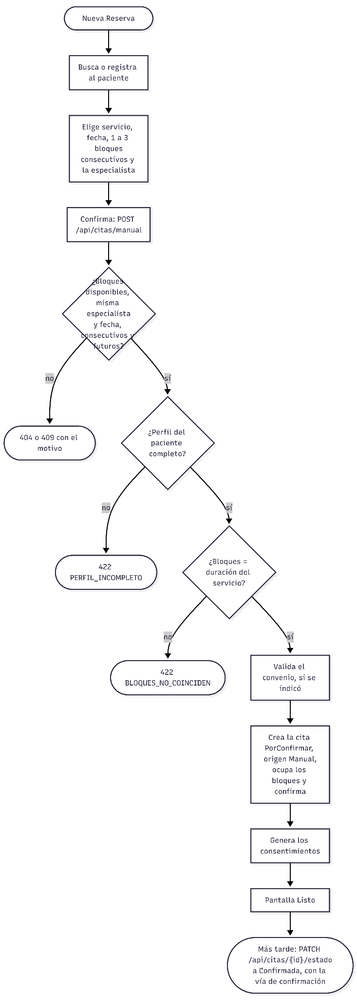 Nueva Reserva
Busca o registra
al paciente
Elige servicio,
fecha, 1 a 3
bloques
consecutivos y
la especialista
Confirma: POST
/api/citas/manual
¿Bloques
disponibles,
misma
especialista
y fecha,
consecutivos y
futuros?
no
sí
404 o 409 con el
motivo
¿Perfil del
paciente
completo?
no
sí
422
PERFIL_INCOMPLETO
¿Bloques =
duración del
servicio?
no
sí
422
BLOQUES_NO_COINCIDEN
Valida el
convenio, si se
indicó
Crea la cita
PorConfirmar,
origen Manual,
ocupa los
bloques y
confirma
Genera los
consentimientos
Pantalla Listo
Más tarde: PATCH
/api/citas/{id}/estado
a Confirmada, con la
vía de confirmación